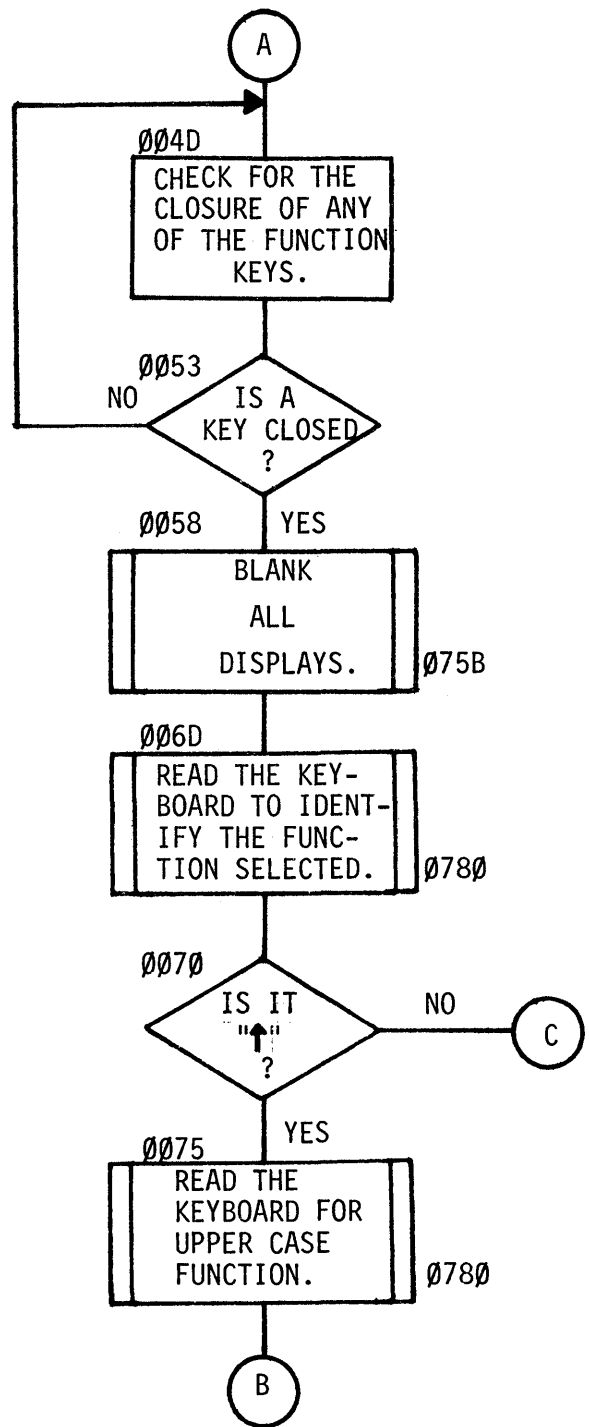 A
ØØ4D
CHECK FOR THE
CLOSURE OF ANY
OF THE FUNCTION
KEYS.
ØØ53
NO
IS A
KEY CLOSED
?
ØØ58
YES
BLANK
ALL
DISPLAYS.
Ø75B
ØØ6D
READ THE KEY-
BOARD TO IDENT-
IFY THE FUNC-
TION SELECTED.
Ø78Ø
ØØ7Ø
IS IT
"↑"
?
NO
C
YES
ØØ75
READ THE
KEYBOARD FOR
UPPER CASE
FUNCTION.
Ø78Ø
B